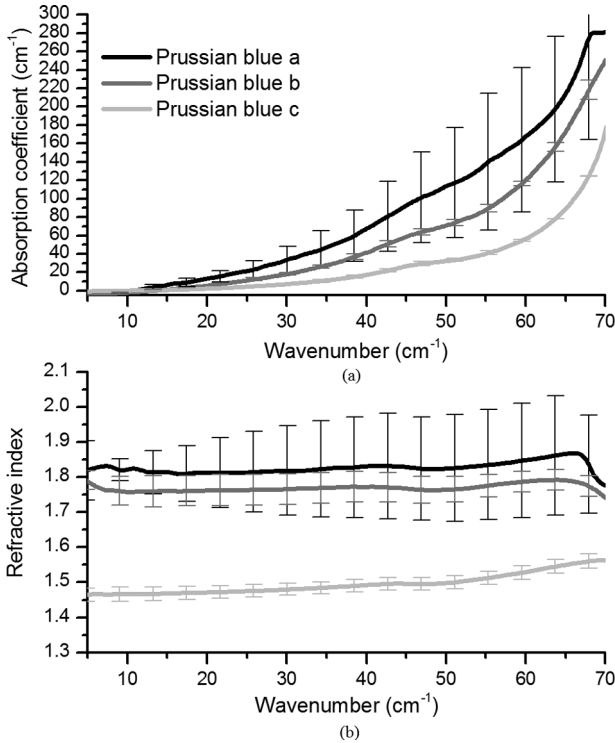 300
280
260
240
220
200
180
160
140
120
100
80
60
40
20
0
Absorption coefficient (cm-1)
Prussian blue a
Prussian blue b
Prussian blue c
10 20 30 40 50 60 70
Wavenumber (cm-1)
(a)
2.1
2.0
1.9
1.8
1.7
1.6
1.5
1.4
1.3
Refractive index
10 20 30 40 50 60 70
Wavenumber (cm-1)
(b)